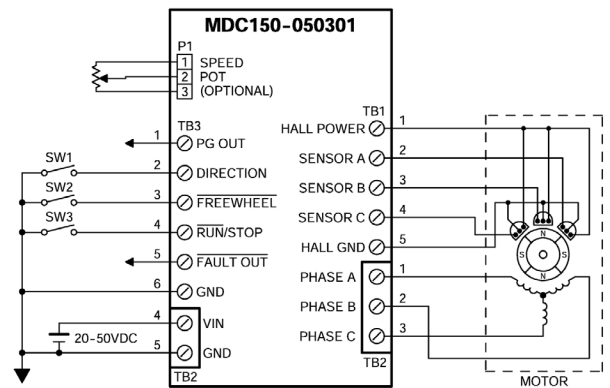 MDC150-050301
P1
1 SPEED
2 POT
3 (OPTIONAL)
TB3
1 PG OUT
SW1 2 DIRECTION
SW2 3 FREEWHEEL
SW3 4 RUN/STOP
5 FAULT OUT
6 GND
4 VIN
20-50VDC
5 GND
TB2
TB1
HALL POWER 1
SENSOR A 2
SENSOR B 3
SENSOR C 4
HALL GND 5
PHASE A 1
PHASE B 2
PHASE C 3
TB2
N
S S
N
MOTOR